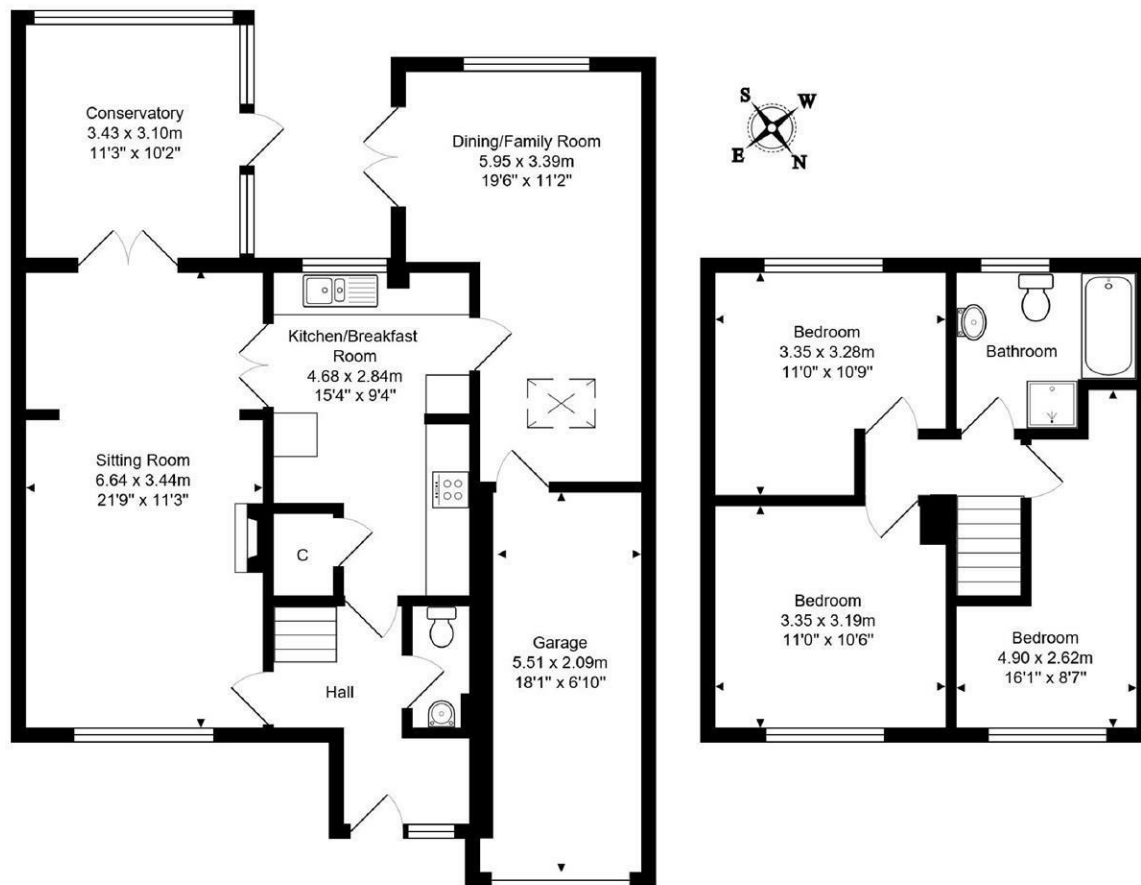 Conservatory
3.43 x 3.10m
11'3" x 10'2"
Dining/Family Room
5.95 x 3.39m
19'6" x 11'2"
S
W
E
N
Kitchen/Breakfast
Room
4.68 x 2.84m
15'4" x 9'4"
Sitting Room
6.64 x 3.44m
21'9" x 11'3"
C
Hall
Garage
5.51 x 2.09m
18'1" x 6'10"
Bedroom
3.35 x 3.28m
11'0" x 10'9"
Bathroom
Bedroom
3.35 x 3.19m
11'0" x 10'6"
Bedroom
4.90 x 2.62m
16'1" x 8'7"